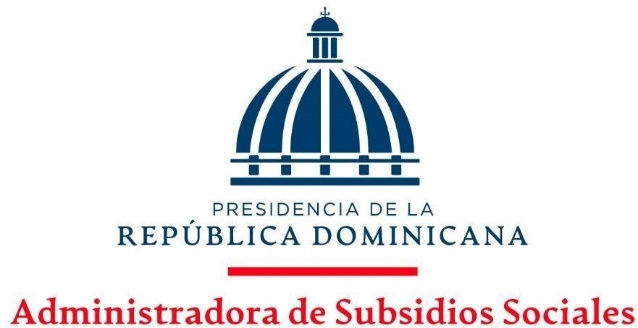 PRESIDENCIA DE LA
REPÚBLICA DOMINICANA
Administradora de Subsidios Sociales